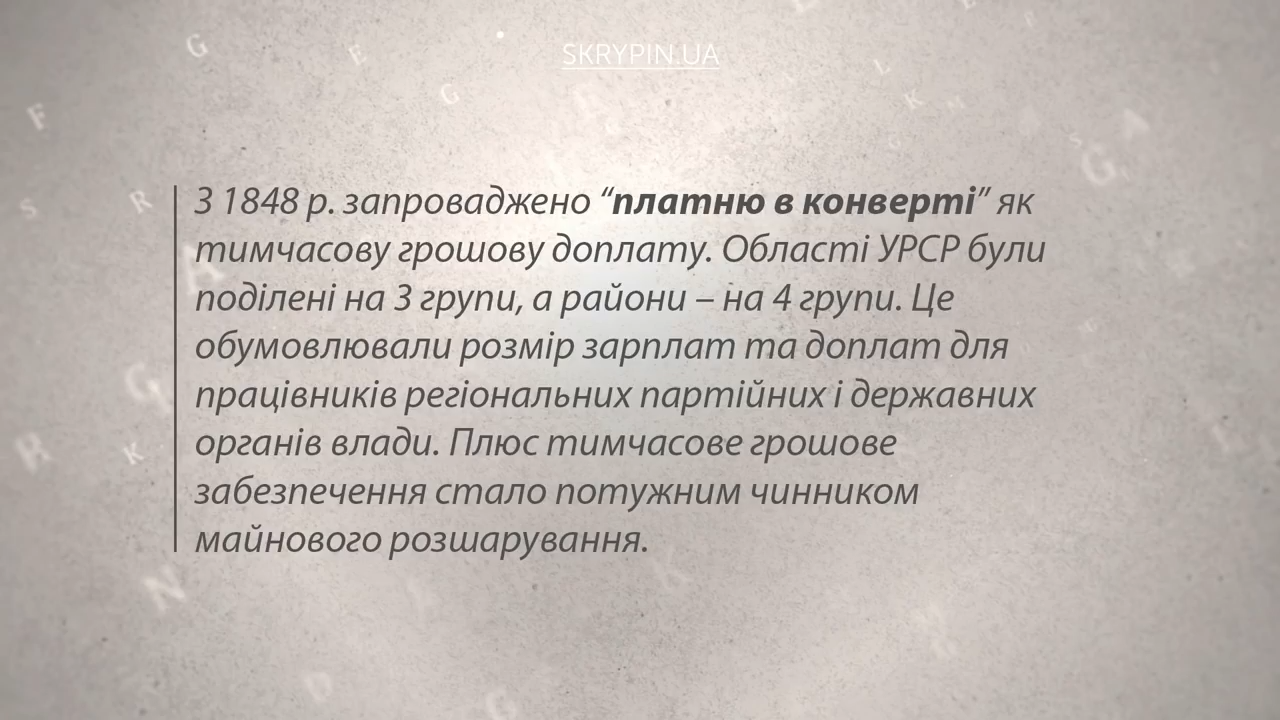 SKRYPIN.UA
З 1848 р. запроваджено “платню в конверті” як
тимчасову грошову доплату. Області УРСР були
поділені на 3 групи, а райони – на 4 групи. Це
обумовлювали розмір зарплат та доплат для
працівників регіональних партійних і державних
органів влади. Плюс тимчасове грошове
забезпечення стало потужним чинником
майнового розшарування.